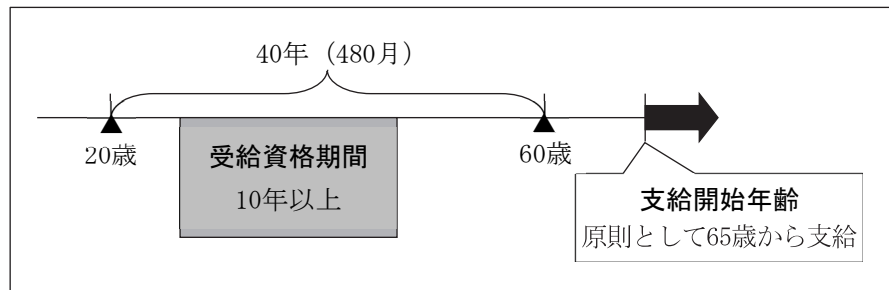 40年（480月）
20歳
受給資格期間
10年以上
60歳
支給開始年齢
原則として65歳から支給